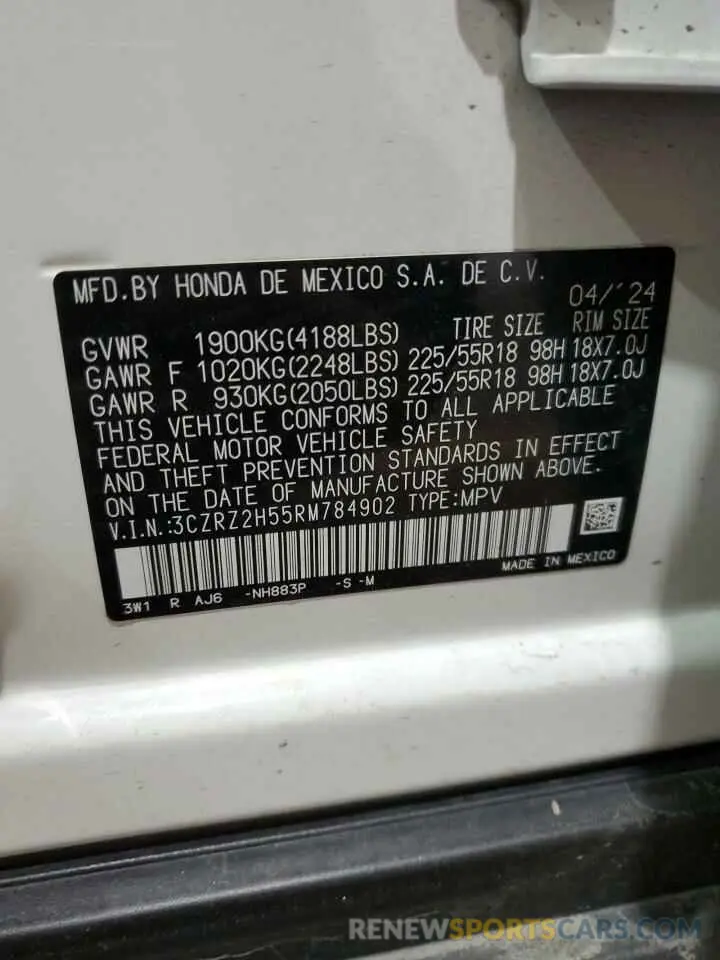 MFD.BY HONDA DE MEXICO S.A. DE C.V.
04/'24
GVWR 1900KG(4188LBS) TIRE SIZE RIM SIZE
GAWR F 1020KG(2248LBS) 225/55R18 98H 18X7.0J
GAWR R 930KG(2050LBS) 225/55R18 98H 18X7.0J
THIS VEHICLE CONFORMS TO ALL APPLICABLE
FEDERAL MOTOR VEHICLE SAFETY
AND THEFT PREVENTION STANDARDS IN EFFECT
ON THE DATE OF MANUFACTURE SHOWN ABOVE.
V.I.N.:3CZRZ2H55RM784902 TYPE:MPV
MADE IN MEXICO
3W1 R AJ6 -NH883P -S -M
RENEWSPORTSCARS.COM